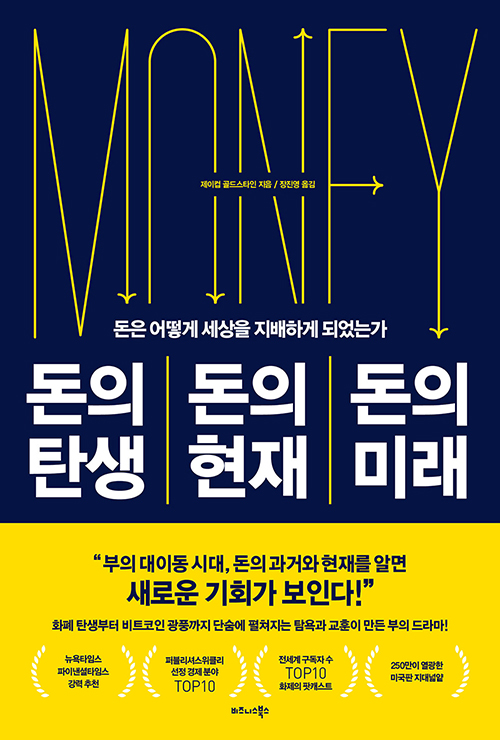 MONEY
제이컵 골드스타인 지음 / 장진영 옮김
돈은 어떻게 세상을 지배하게 되었는가
돈의 탄생
돈의 현재
돈의 미래
“부의 대이동 시대, 돈의 과거와 현재를 알면
새로운 기회가 보인다!”
화폐 탄생부터 비트코인 광풍까지 단숨에 펼쳐지는 탐욕과 교훈이 만든 부의 드라마!
뉴욕타임스
파이낸셜타임스
강력 추천
퍼블리셔스위클리
선정 경제 분야
TOP10
전세계 구독자 수
TOP10
화제의 팟캐스트
250만이 열광한
미국판 지대넓얕
비즈니스북스